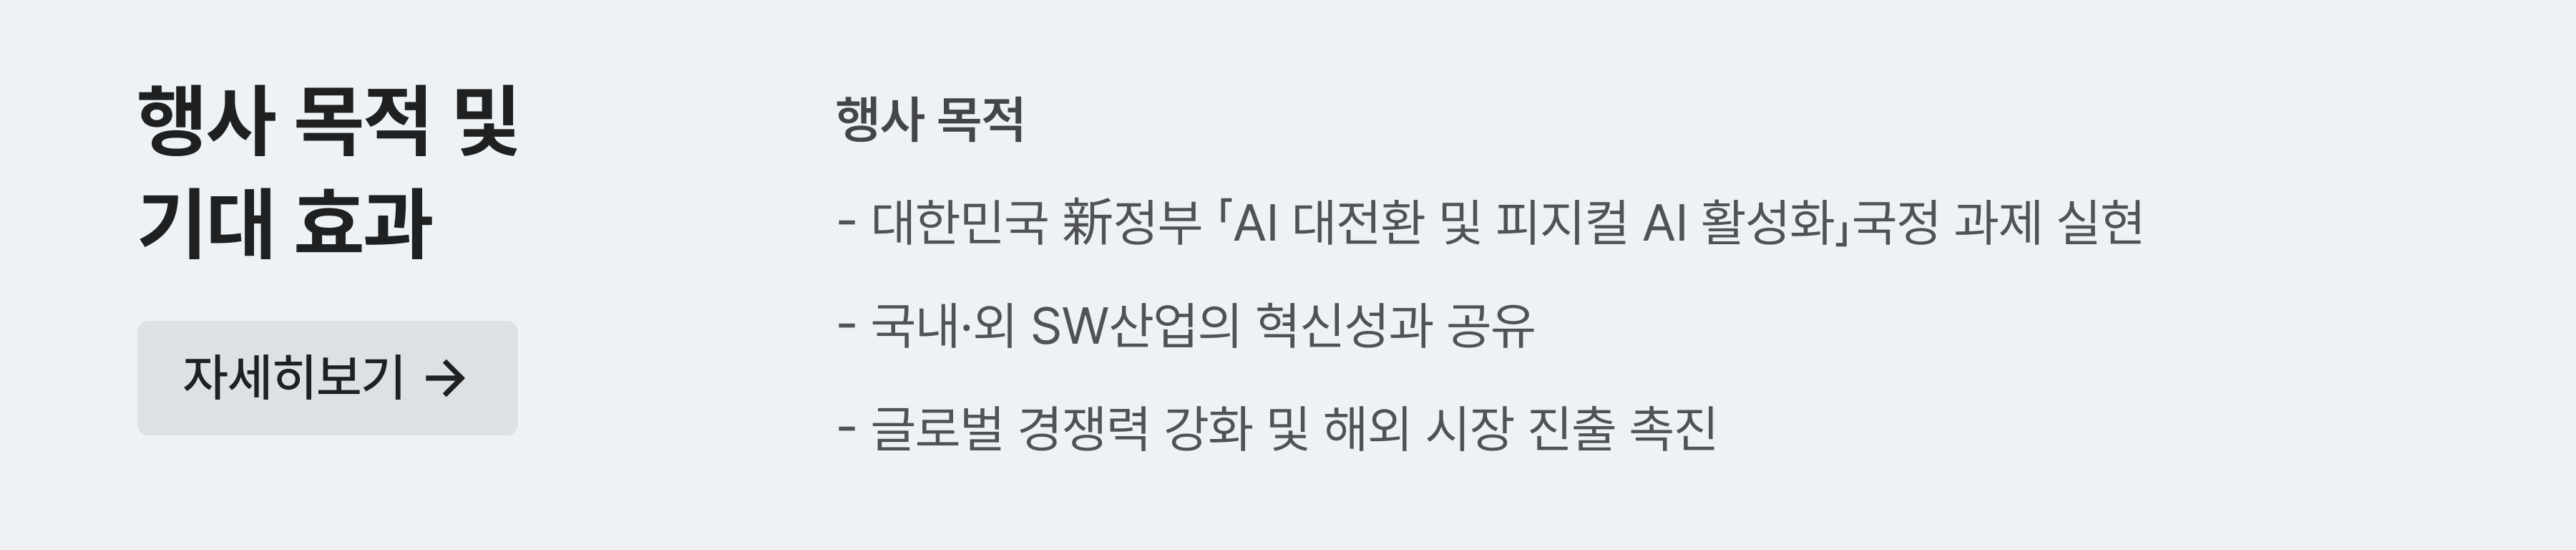 행사 목적 및
기대 효과
자세히보기 →
행사 목적
- 대한민국 新정부 ｢AI 대전환 및 피지컬 AI 활성화｣국정 과제 실현
- 국내·외 SW산업의 혁신성과 공유
- 글로벌 경쟁력 강화 및 해외 시장 진출 촉진